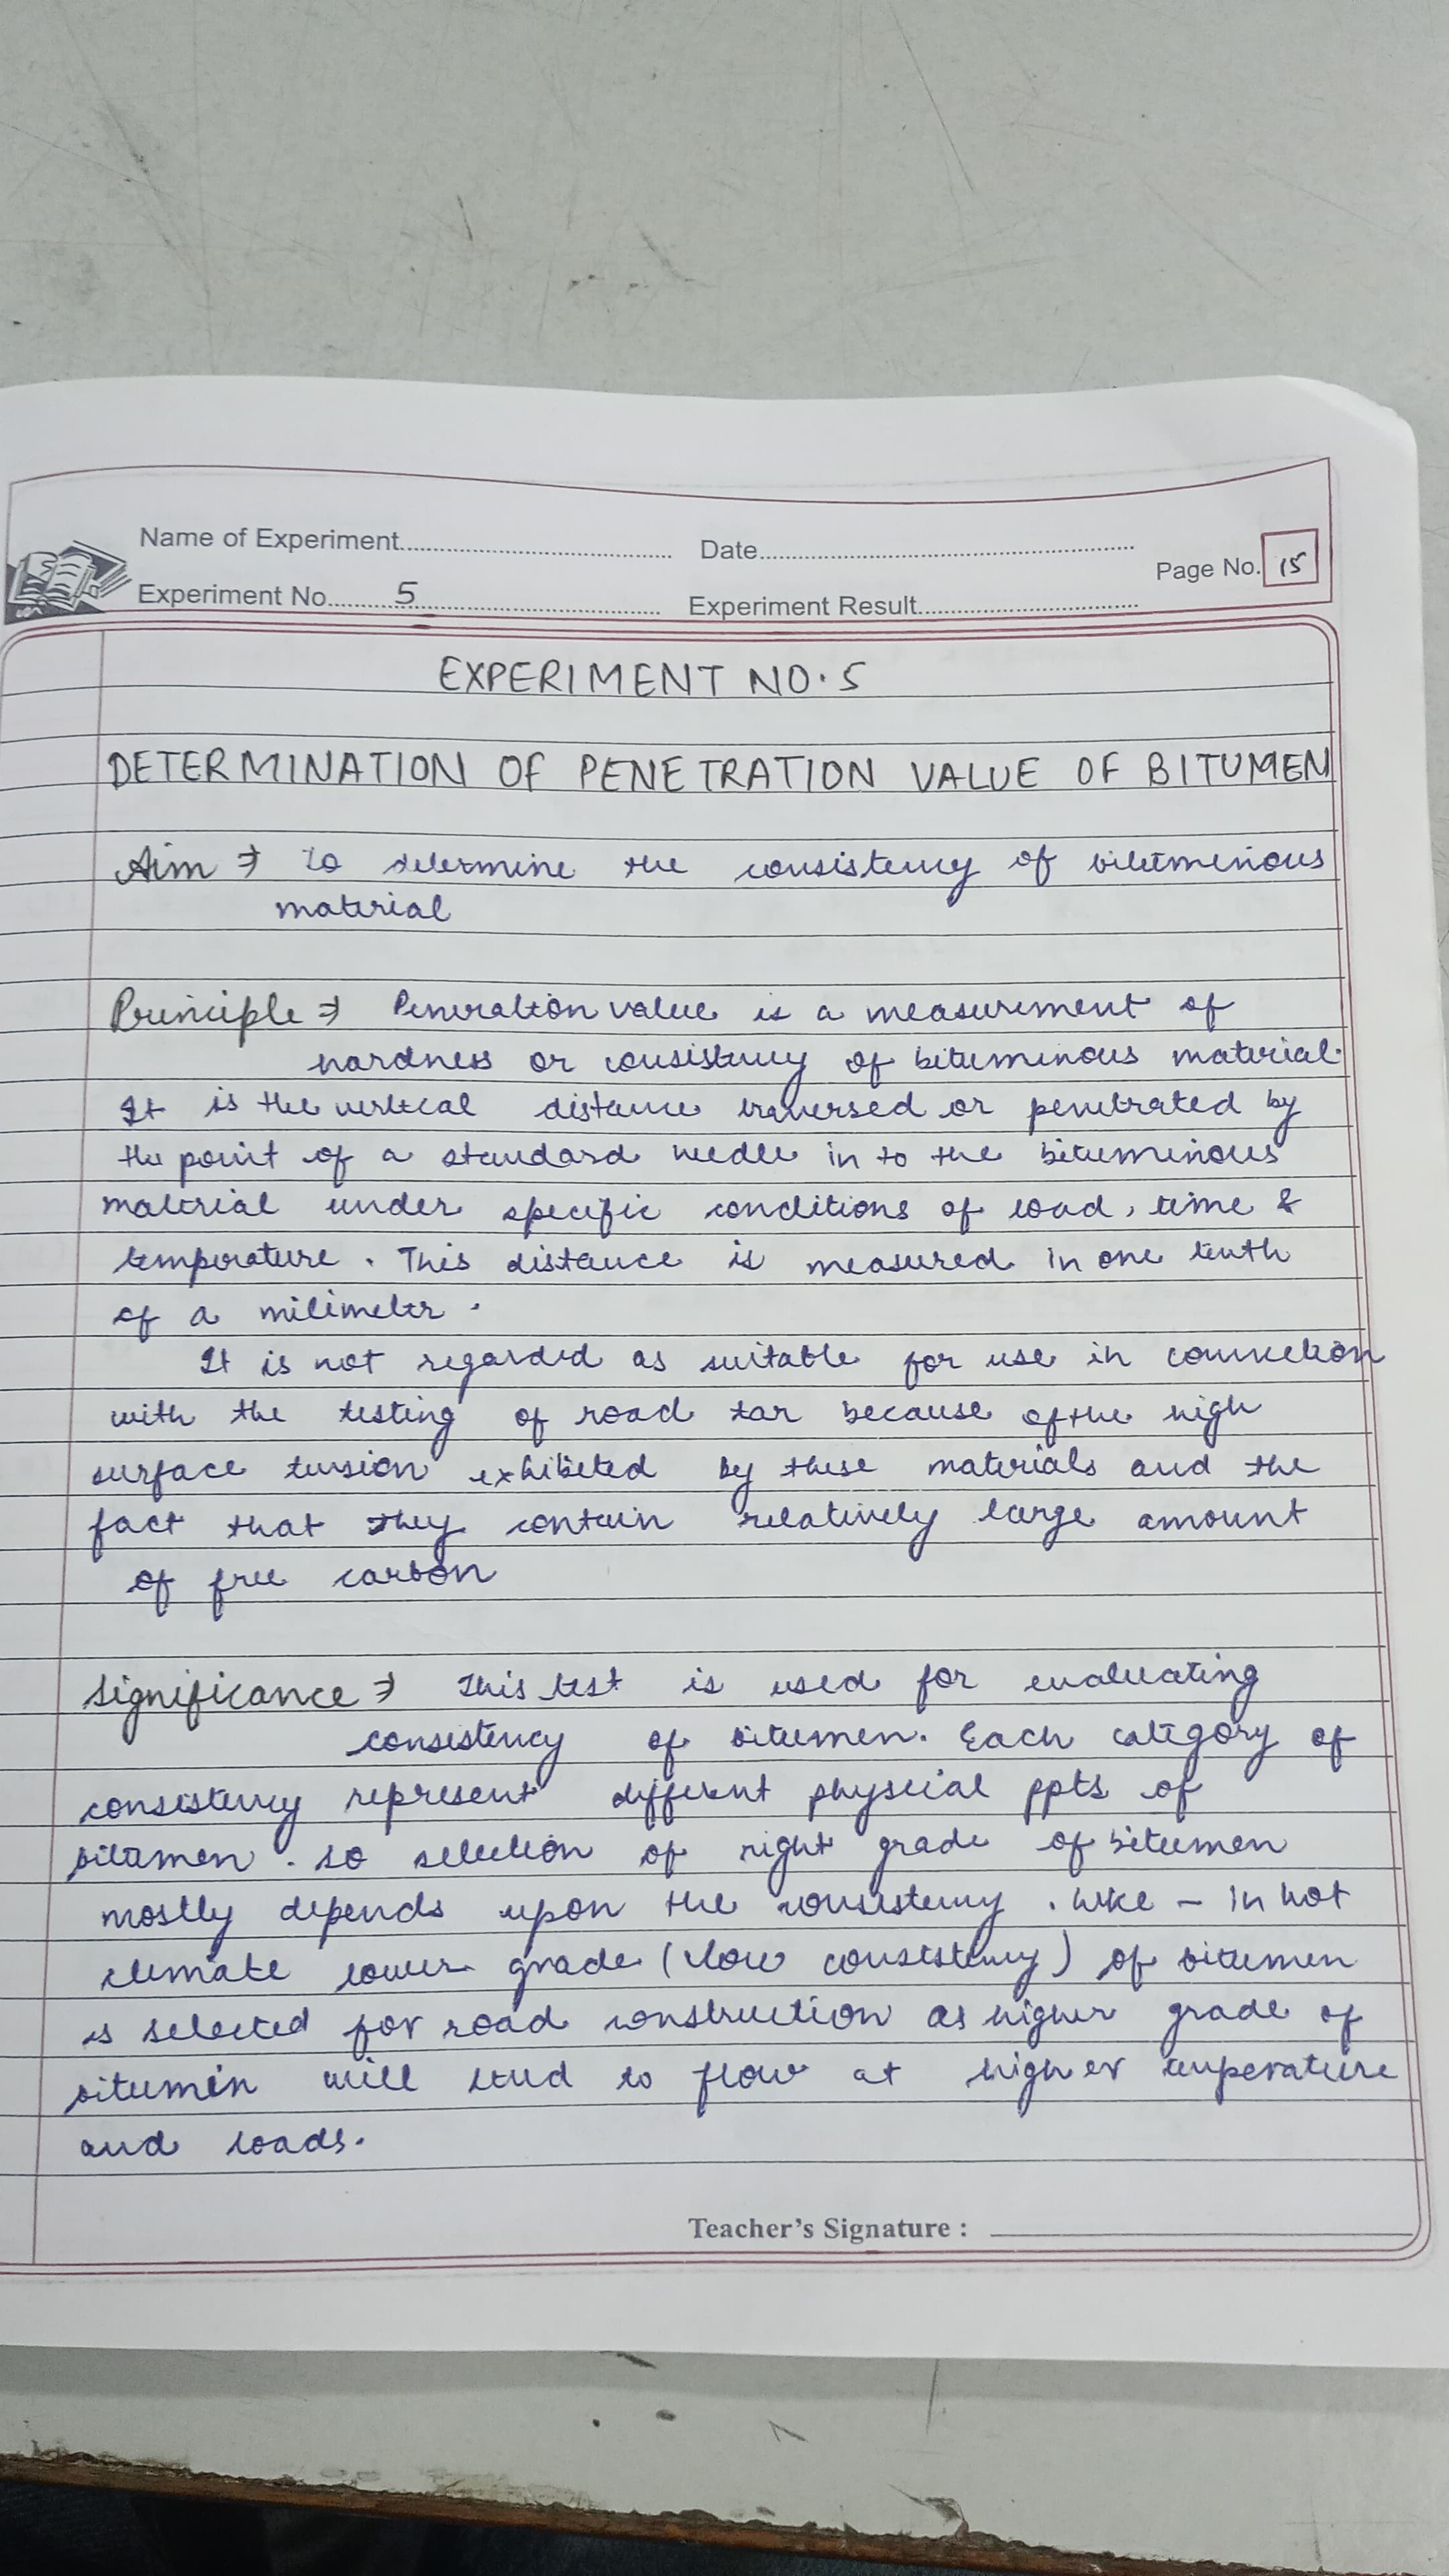 Name of Experiment
Date
Page No. 15
Experiment No. 5
Experiment Result
EXPERIMENT NO. 5
DETERMINATION OF PENETRATION VALUE OF BITUMEN
Aim ⇒ To determine the consistency of bituminous
material
Principle ⇒ Peneration value is a measurement of
hardness or consistency of bituminous material.
It is the vertical distance traversed or penetrated by
the point of a standard needle in to the bituminous
material under specific conditions of load, time &
temperature. This distance is measured in one tenth
of a milimeter.
It is not regarded as suitable for use in connection
with the testing of road tar because of the high
surface tension exhibited by these materials and the
fact that they contain relatively large amount
of free carbon
Significance ⇒ This test is used for evaluating
consistency of bitumen. Each category of
consistency represent different physcial ppts of
bitumen. So selection of right grade of bitumen
mostly depends upon the consistency. Like - In hot
climate lower grade (low consistency) of bitumen
is selected for road construction as higher grade of
bitumen will tend to flow at higher temperature
and loads.
Teacher's Signature :